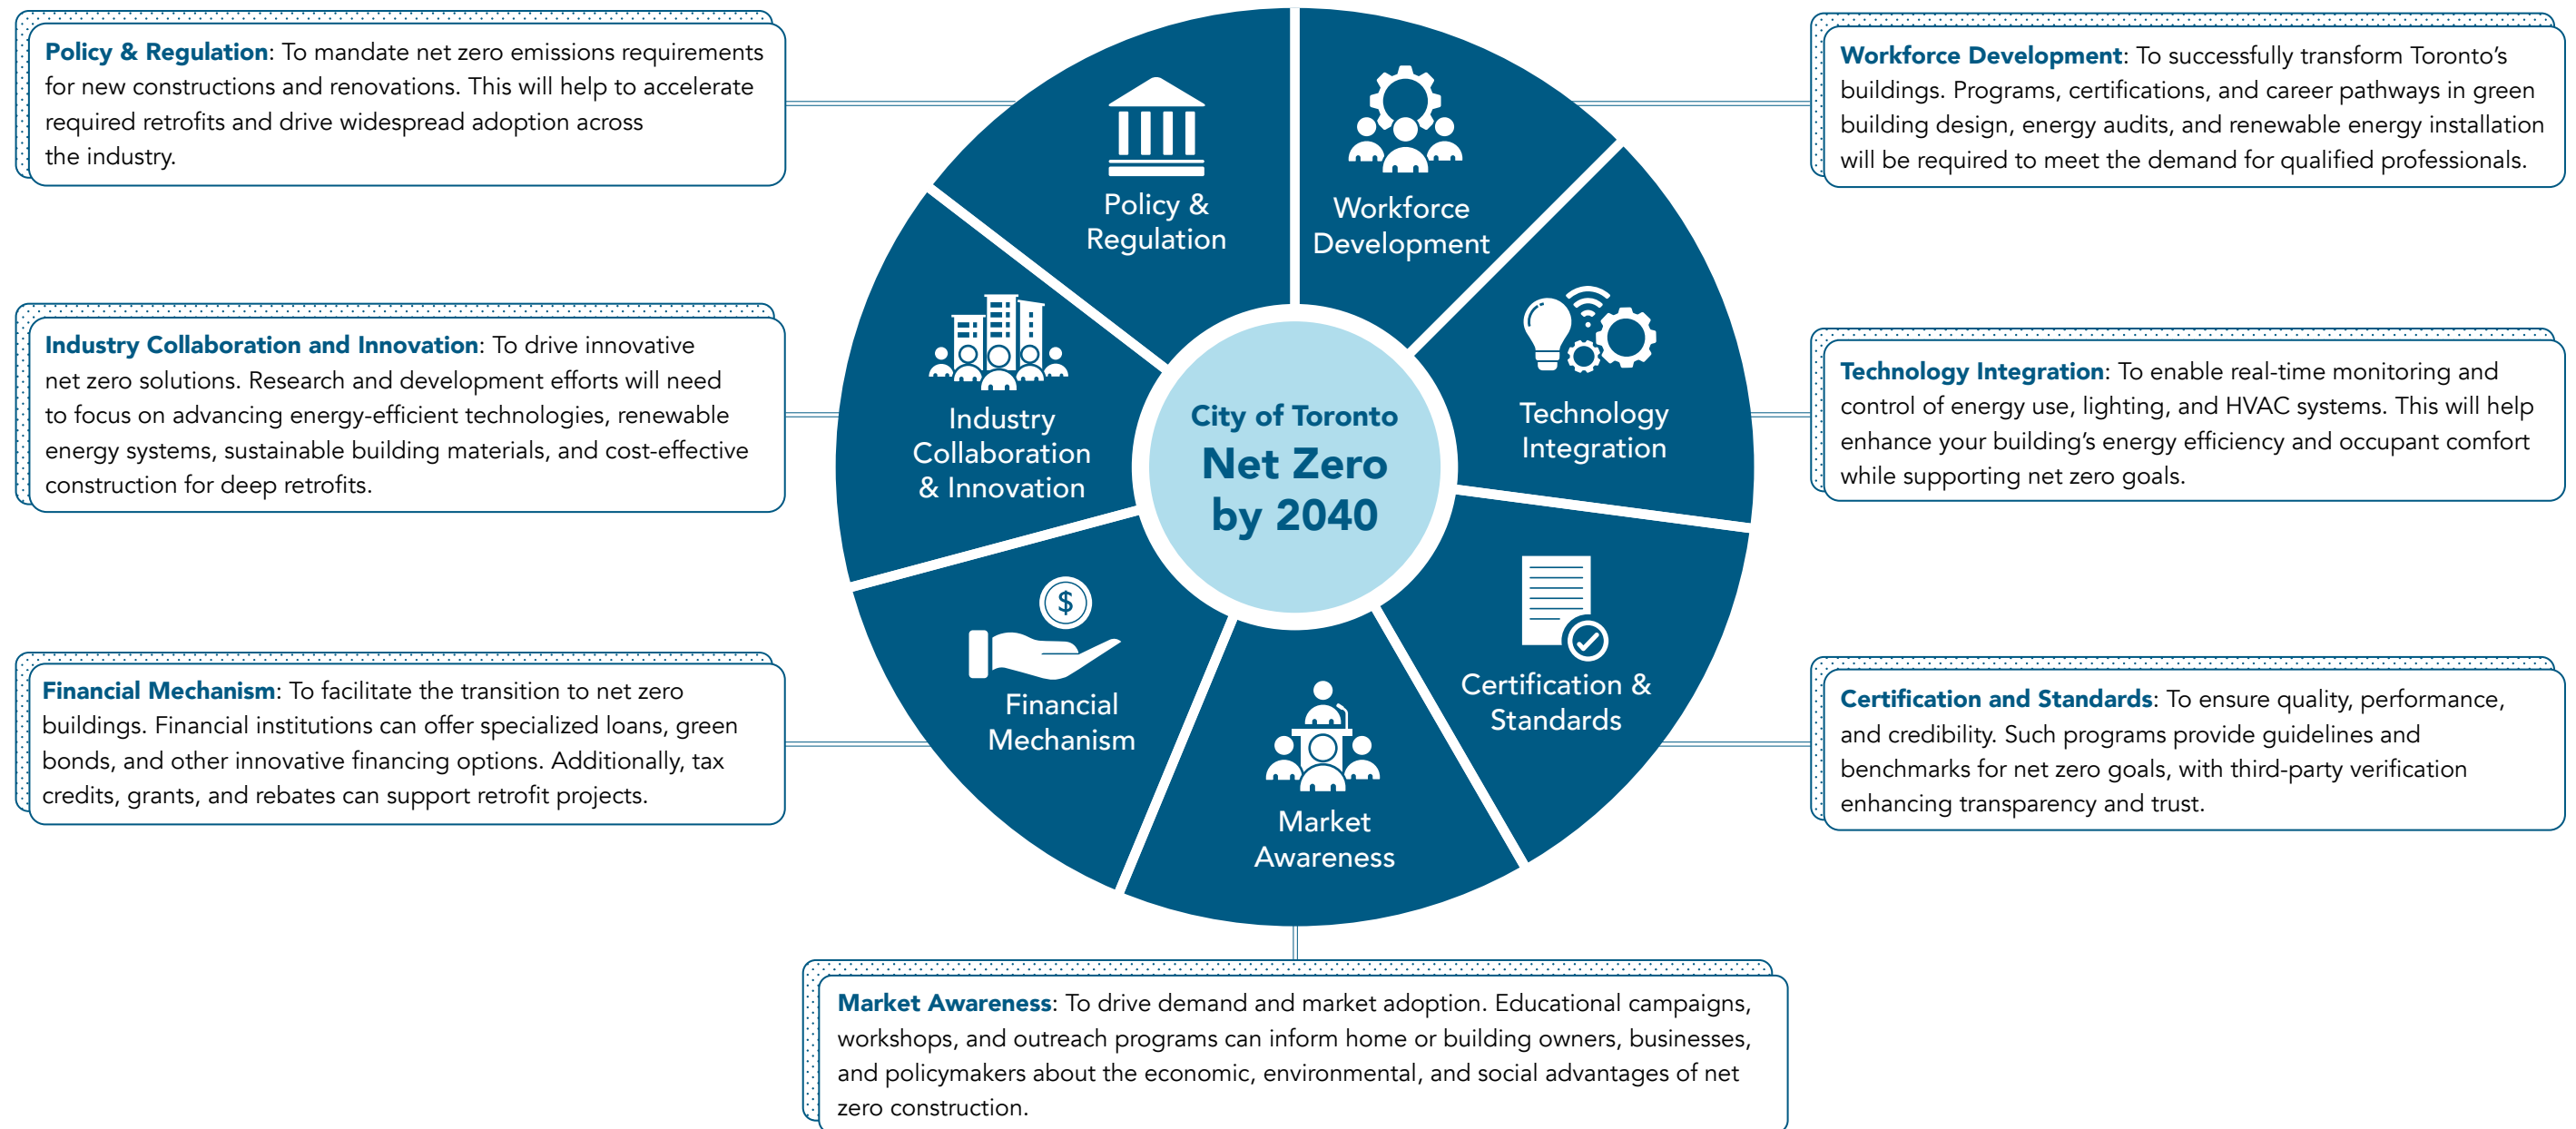 Policy & Regulation: To mandate net zero emissions requirements
for new constructions and renovations. This will help to accelerate
required retrofits and drive widespread adoption across
the industry.
Industry Collaboration and Innovation: To drive innovative
net zero solutions. Research and development efforts will need
to focus on advancing energy-efficient technologies, renewable
energy systems, sustainable building materials, and cost-effective
construction for deep retrofits.
Financial Mechanism: To facilitate the transition to net zero
buildings. Financial institutions can offer specialized loans, green
bonds, and other innovative financing options. Additionally, tax
credits, grants, and rebates can support retrofit projects.
Policy &
Regulation
Workforce
Development
Industry
Collaboration
& Innovation
Technology
Integration
City of Toronto
Net Zero
by 2040
$
Financial
Mechanism
Certification &
Standards
Market
Awareness
Workforce Development: To successfully transform Toronto’s
buildings. Programs, certifications, and career pathways in green
building design, energy audits, and renewable energy installation
will be required to meet the demand for qualified professionals.
Technology Integration: To enable real-time monitoring and
control of energy use, lighting, and HVAC systems. This will help
enhance your building’s energy efficiency and occupant comfort
while supporting net zero goals.
Certification and Standards: To ensure quality, performance,
and credibility. Such programs provide guidelines and
benchmarks for net zero goals, with third-party verification
enhancing transparency and trust.
Market Awareness: To drive demand and market adoption. Educational campaigns,
workshops, and outreach programs can inform home or building owners, businesses,
and policymakers about the economic, environmental, and social advantages of net
zero construction.